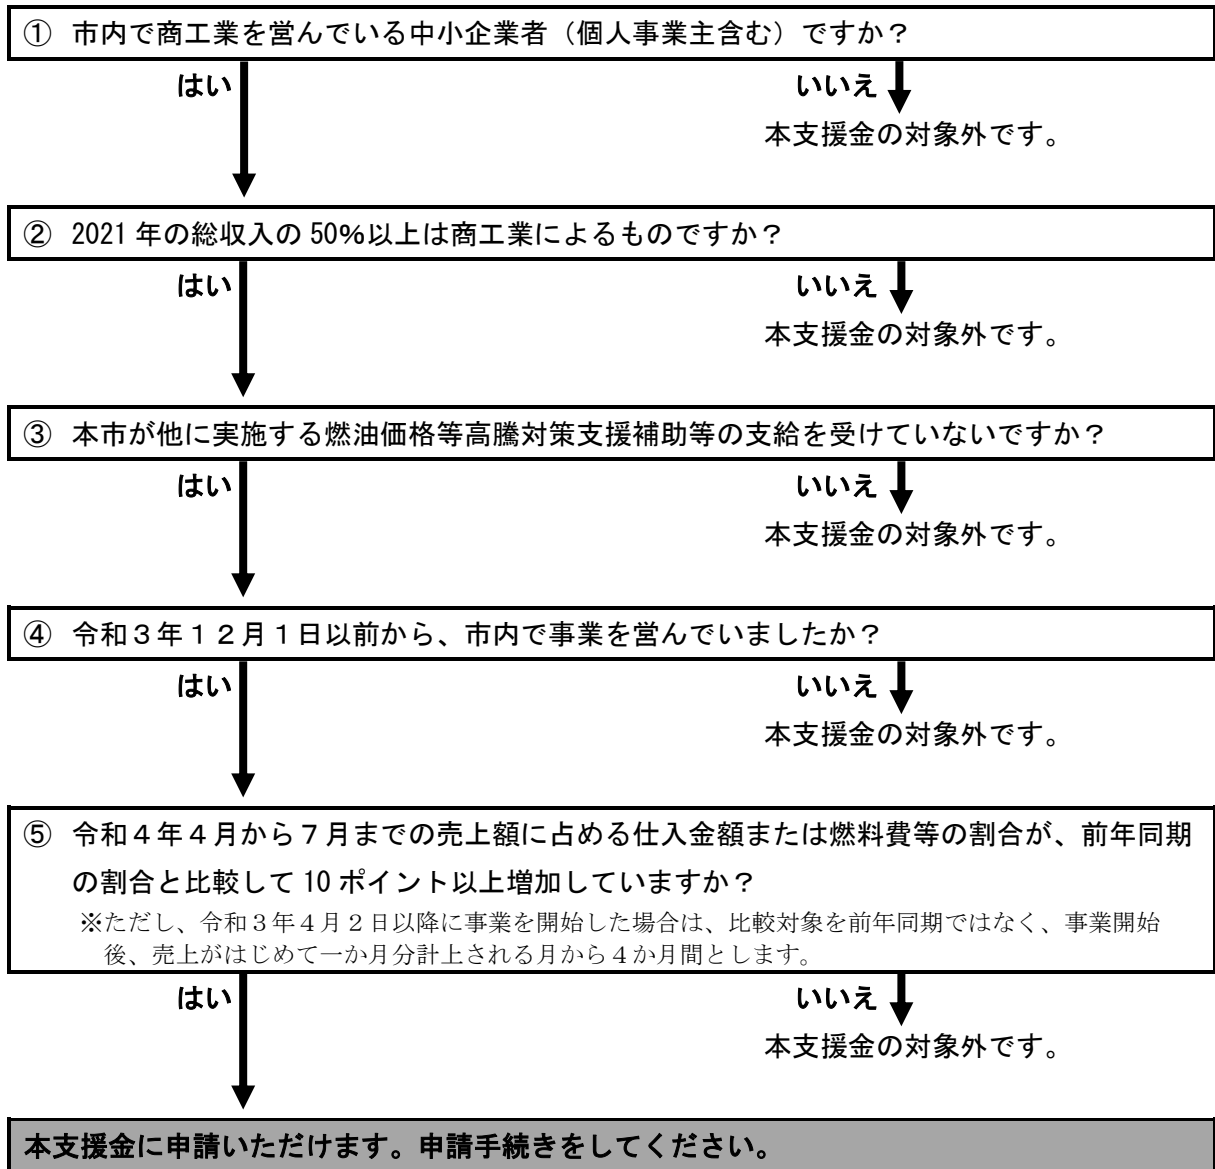 ① 市内で商工業を営んでいる中小企業者（個人事業主含む）ですか？
はい
いいえ
本支援金の対象外です。
② 2021年の総収入の50％以上は商工業によるものですか？
はい
いいえ
本支援金の対象外です。
③ 本市が他に実施する燃油価格等高騰対策支援補助等の支給を受けていないですか？
はい
いいえ
本支援金の対象外です。
④ 令和３年１２月１日以前から、市内で事業を営んでいましたか？
はい
いいえ
本支援金の対象外です。
⑤ 令和４年４月から７月までの売上額に占める仕入金額または燃料費等の割合が、前年同期
の割合と比較して10ポイント以上増加していますか？
※ただし、令和３年４月２日以降に事業を開始した場合は、比較対象を前年同期ではなく、事業開始
後、売上がはじめて一か月分計上される月から４か月間とします。
はい
いいえ
本支援金の対象外です。
本支援金に申請いただけます。申請手続きをしてください。